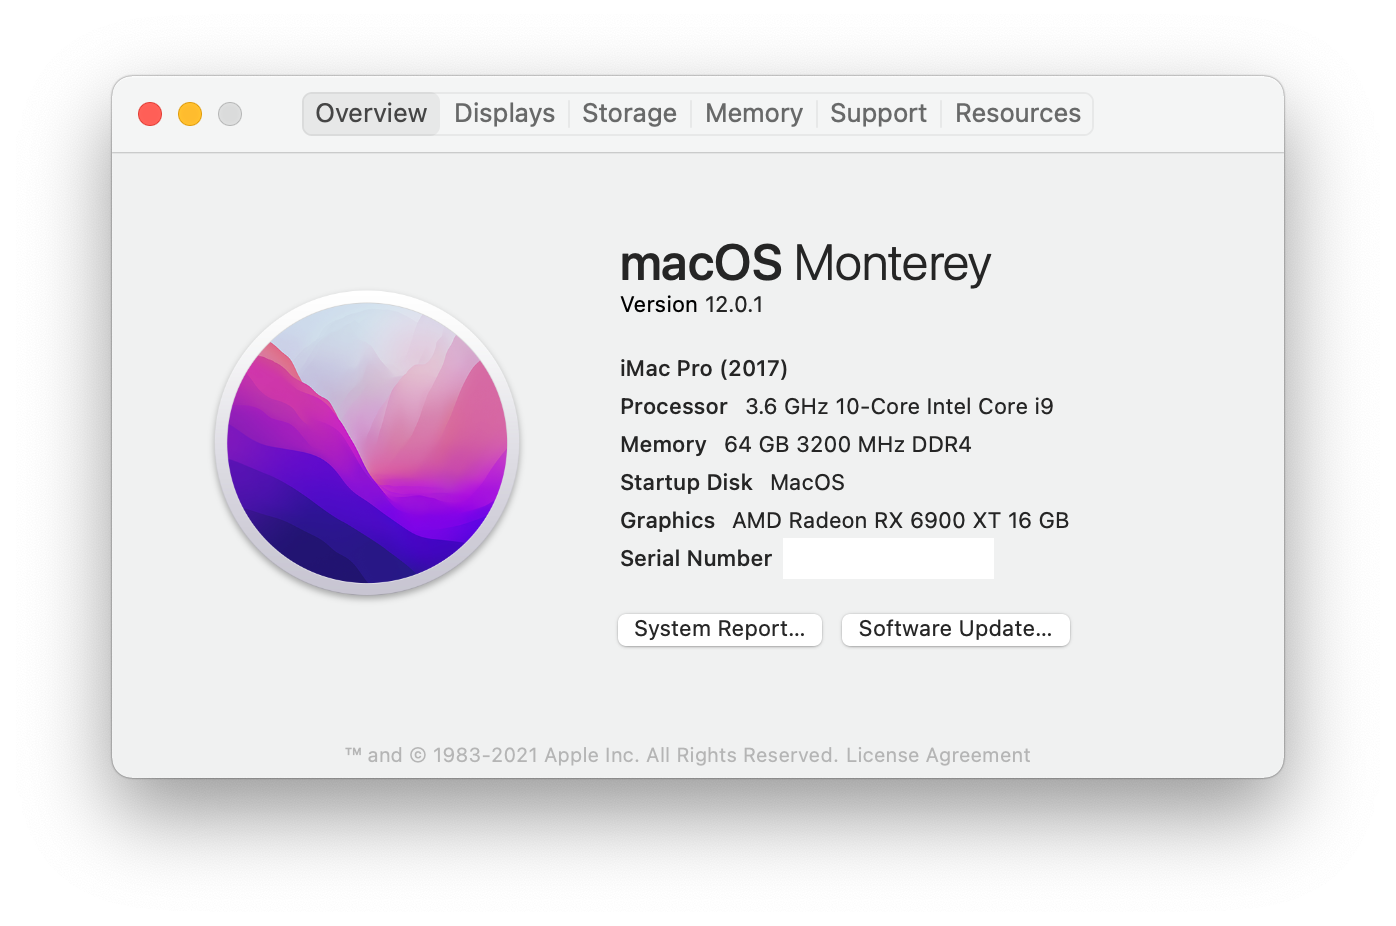 Overview Displays Storage Memory Support Resources
macOS Monterey
Version 12.0.1
iMac Pro (2017)
Processor 3.6 GHz 10-Core Intel Core i9
Memory 64 GB 3200 MHz DDR4
Startup Disk MacOS
Graphics AMD Radeon RX 6900 XT 16 GB
Serial Number
System Report... Software Update...
™ and © 1983-2021 Apple Inc. All Rights Reserved. License Agreement